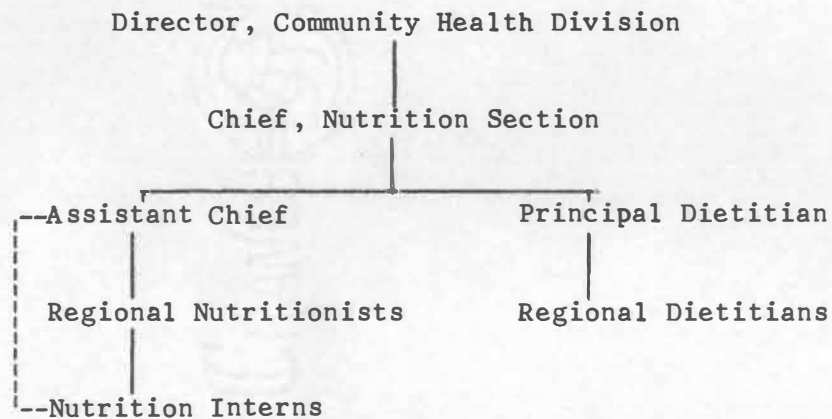 Director, Community Health Division
Chief, Nutrition Section
--Assistant Chief
Principal Dietitian
Regional Nutritionists
Regional Dietitians
--Nutrition Interns